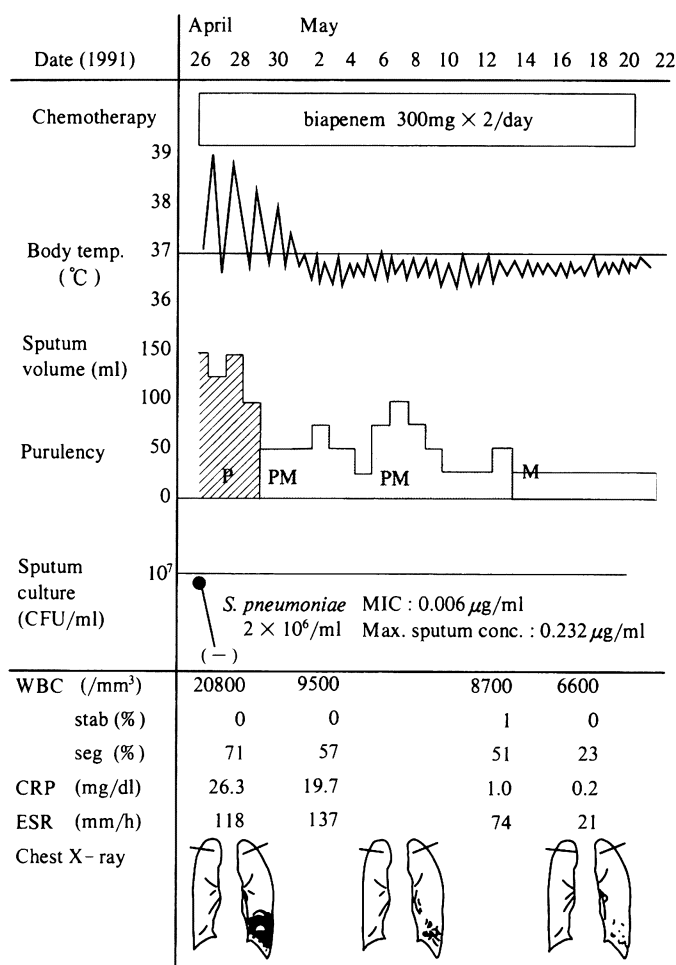 April May
Date (1991) 26 28 30 2 4 6 8 10 12 14 16 18 20 22
Chemotherapy
biapenem 300mg × 2/day
39
38
37
Body temp.
(℃)
36
Sputum
volume (ml)
150
100
50
Purulency
P PM PM M
0
Sputum
culture
(CFU/ml)
10⁷
S. pneumoniae MIC : 0.006 μg/ml
2 × 10⁶/ml Max. sputum conc. : 0.232 μg/ml
(−)
WBC (/mm³) 20800 9500 8700 6600
stab (%) 0 0 1 0
seg (%) 71 57 51 23
CRP (mg/dl) 26.3 19.7 1.0 0.2
ESR (mm/h) 118 137 74 21
Chest X-ray